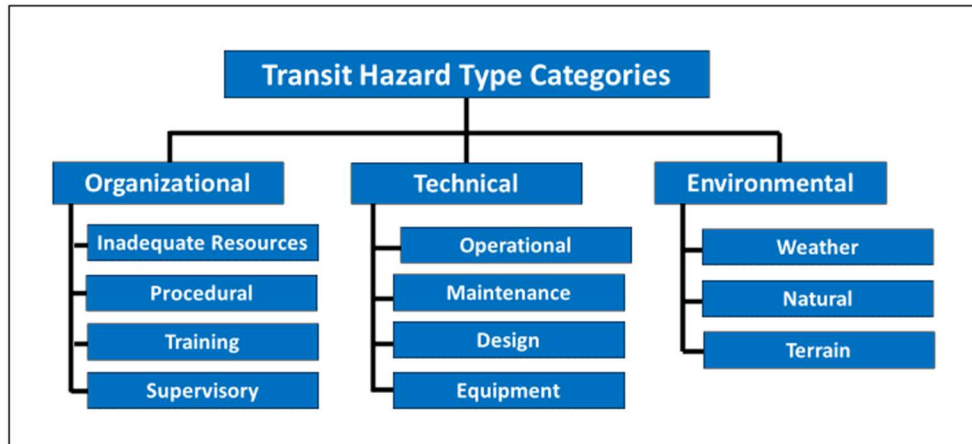 Transit Hazard Type Categories
Organizational
Inadequate Resources
Procedural
Training
Supervisory
Technical
Operational
Maintenance
Design
Equipment
Environmental
Weather
Natural
Terrain